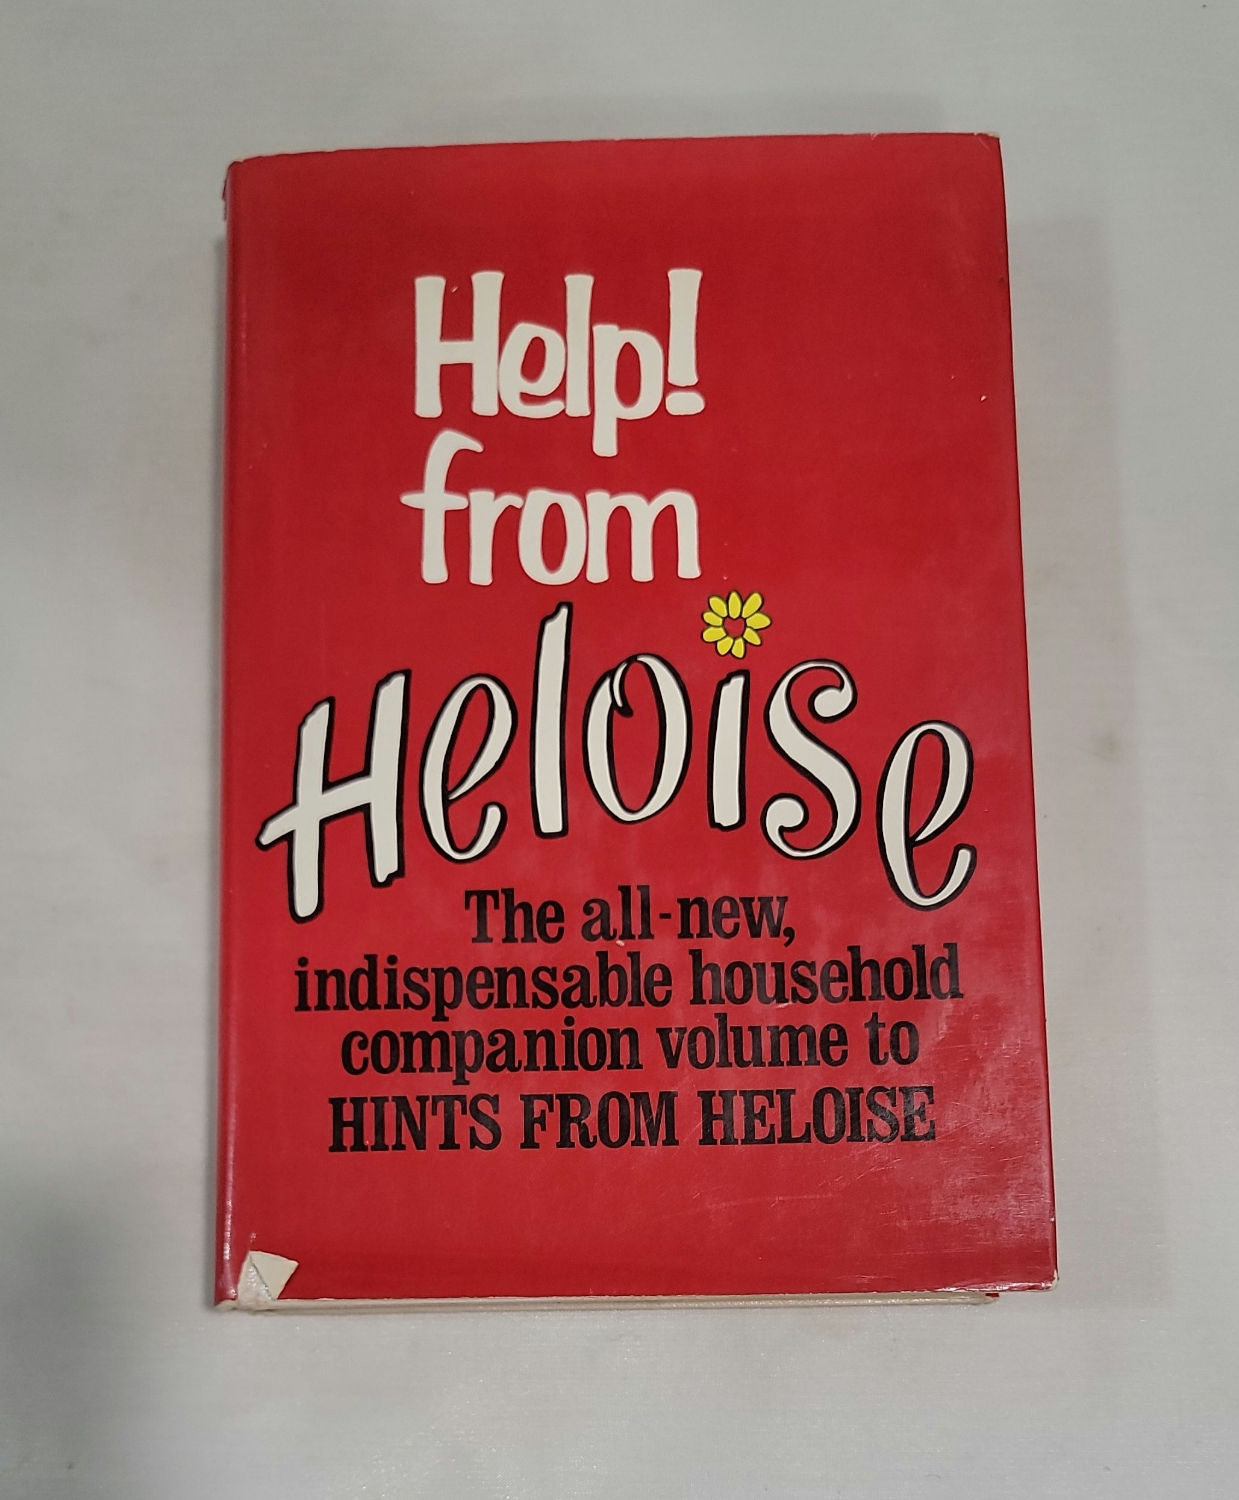 Help!
from
Heloise
The all-new,
indispensable household
companion volume to
HINTS FROM HELOISE